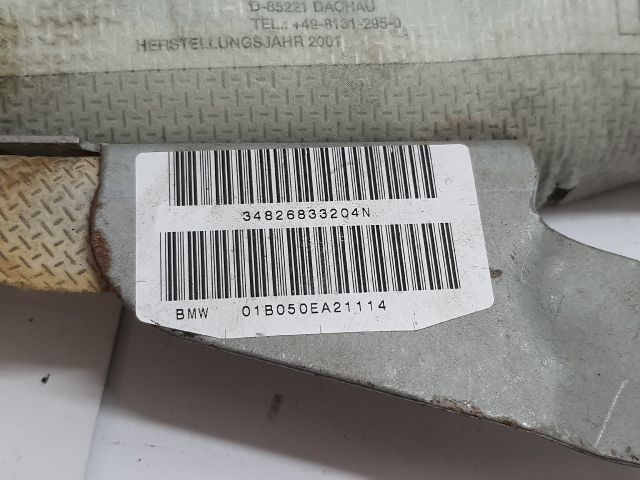 D-85221 DACHAU
TEL.: +49-8131-295-0
HERSTELLUNGSJAHR 2001
34826833204N
BMW 01B050EA21114